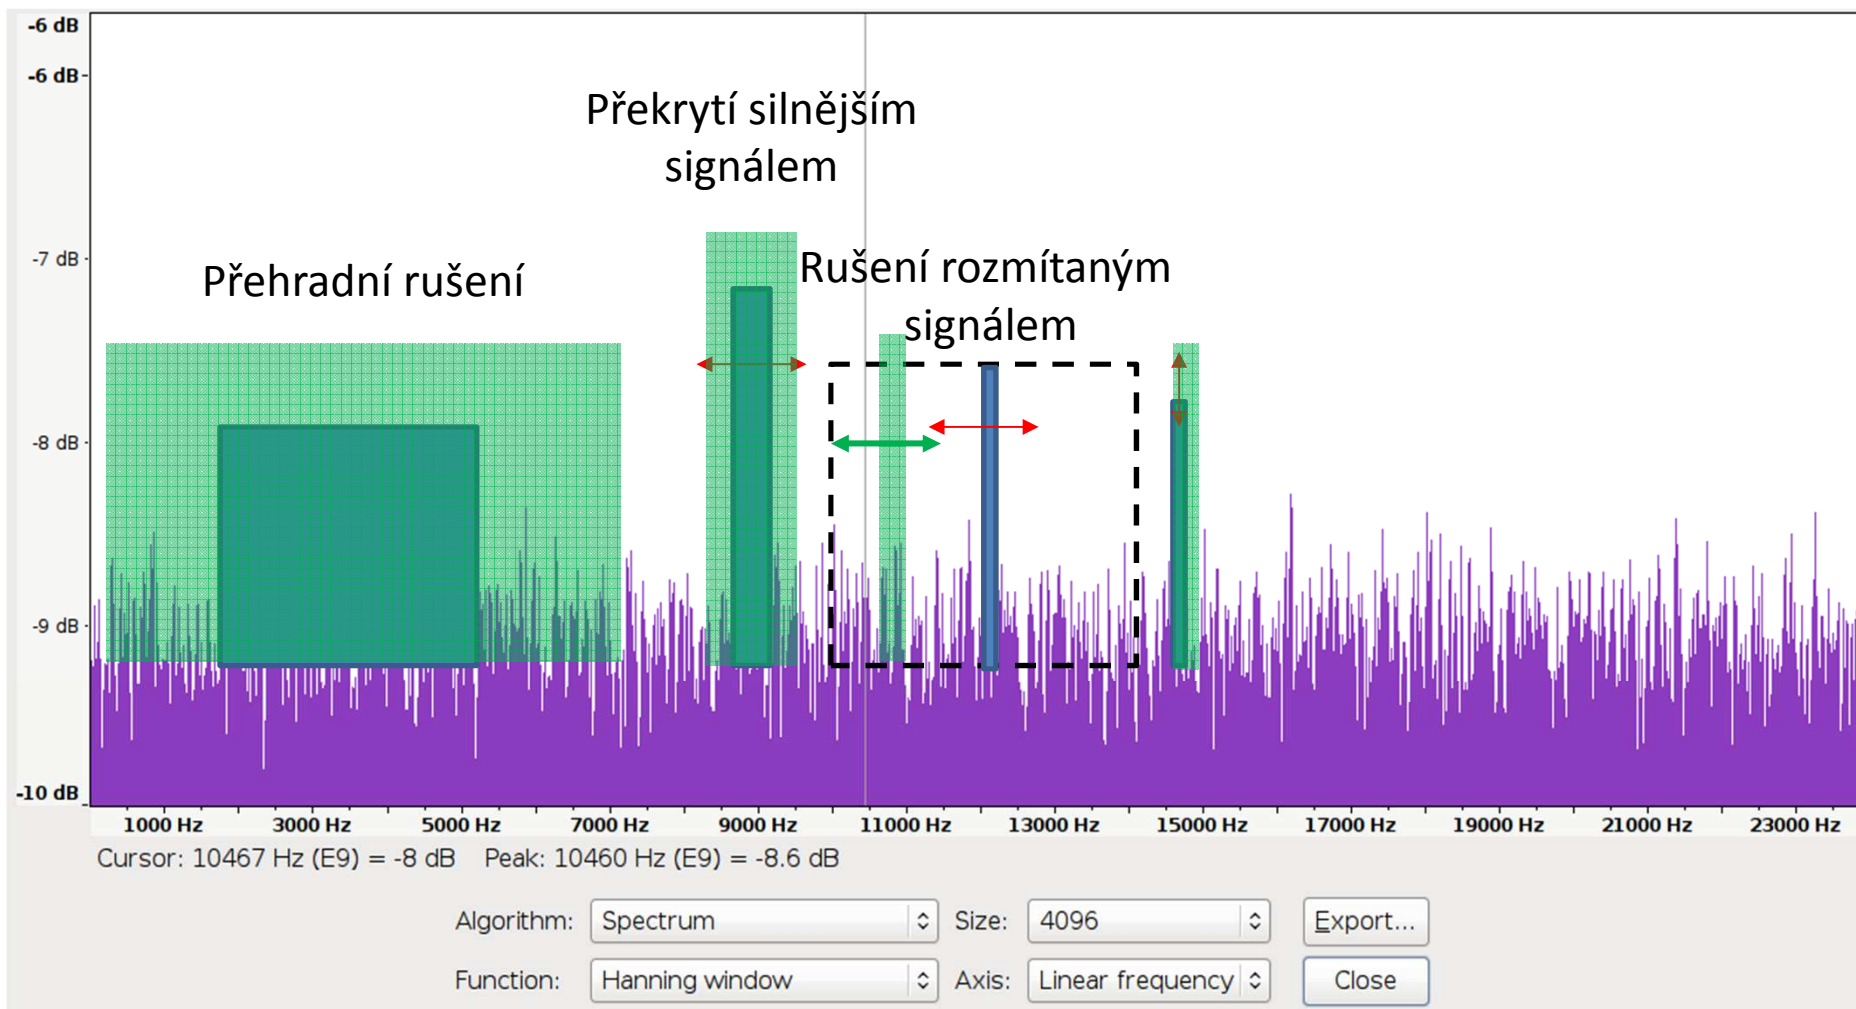 -6 dB
-6 dB
Překrytí silnějším
signálem
-7 dB
Přehradní rušení
Rušení rozmítaným
signálem
-8 dB
-9 dB
-10 dB
1000 Hz 3000 Hz 5000 Hz 7000 Hz 9000 Hz 11000 Hz 13000 Hz 15000 Hz 17000 Hz 19000 Hz 21000 Hz 23000 Hz
Cursor: 10467 Hz (E9) = -8 dB Peak: 10460 Hz (E9) = -8.6 dB
Algorithm: Spectrum Size: 4096 Export...
Function: Hanning window Axis: Linear frequency Close